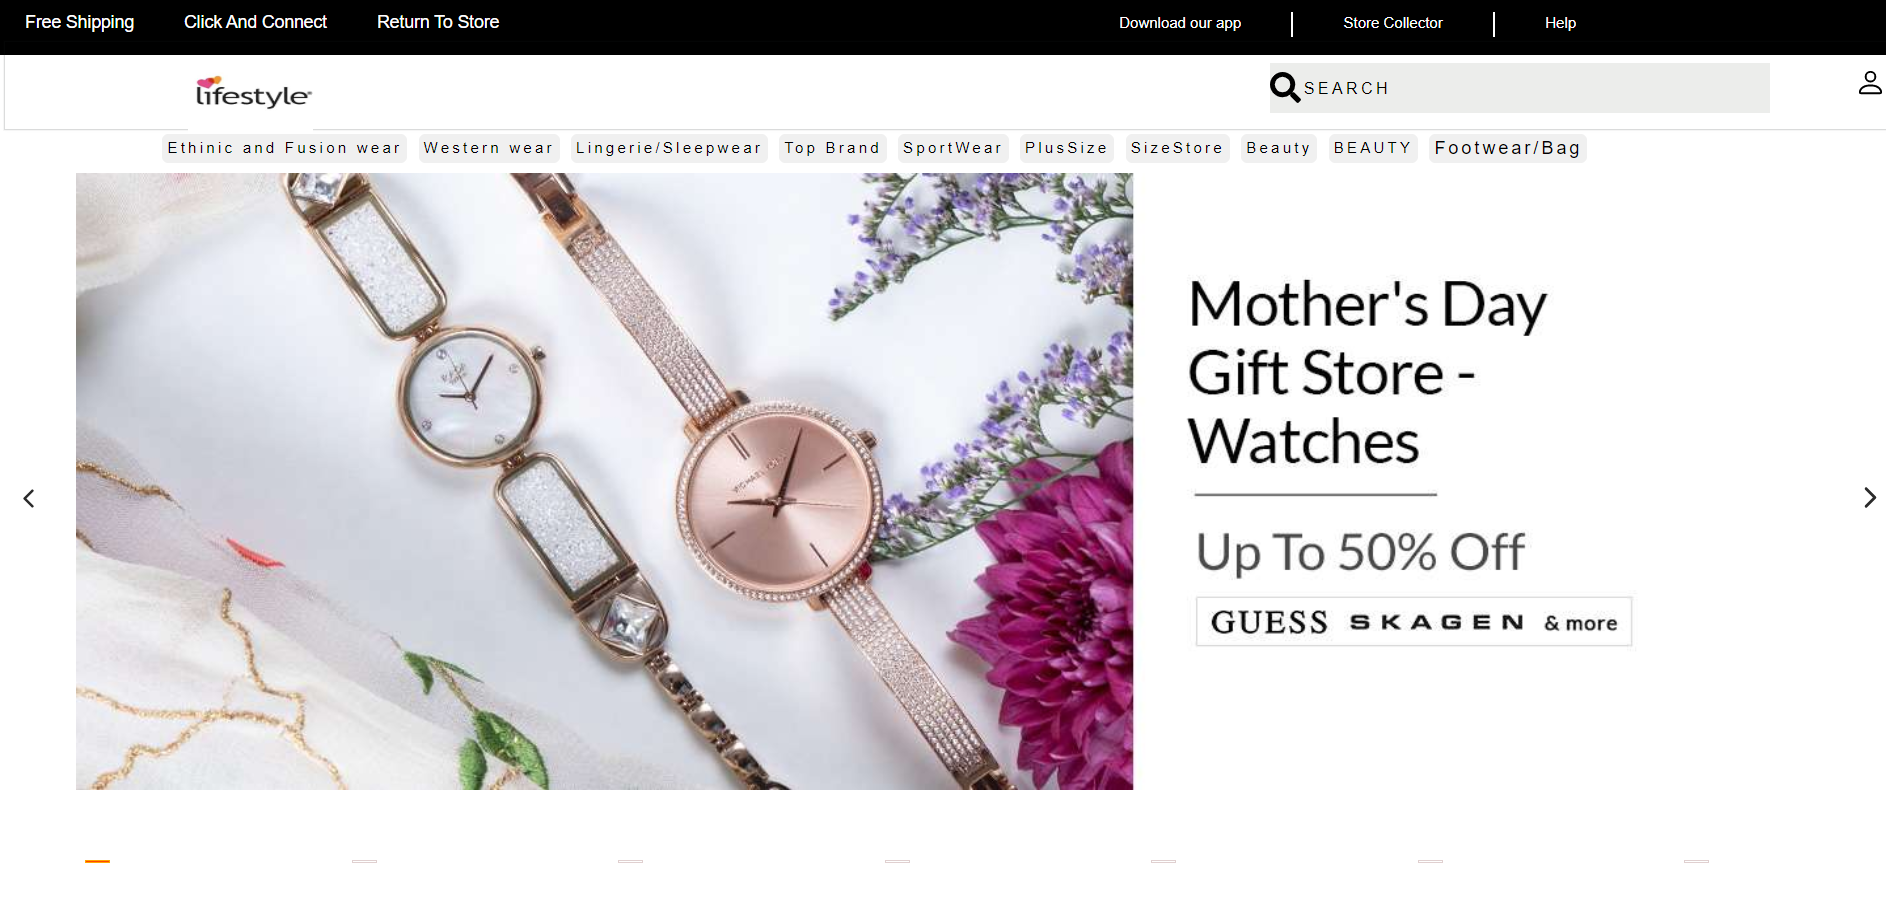 Free Shipping Click And Connect Return To Store Download our app Store Collector Help
lifestyle
SEARCH
Ethinic and Fusion wear Western wear Lingerie/Sleepwear Top Brand SportWear PlusSize SizeStore Beauty BEAUTY Footwear/Bag
MICHAEL KORS
Mother's Day
Gift Store -
Watches
Up To 50% Off
GUESS SKAGEN & more